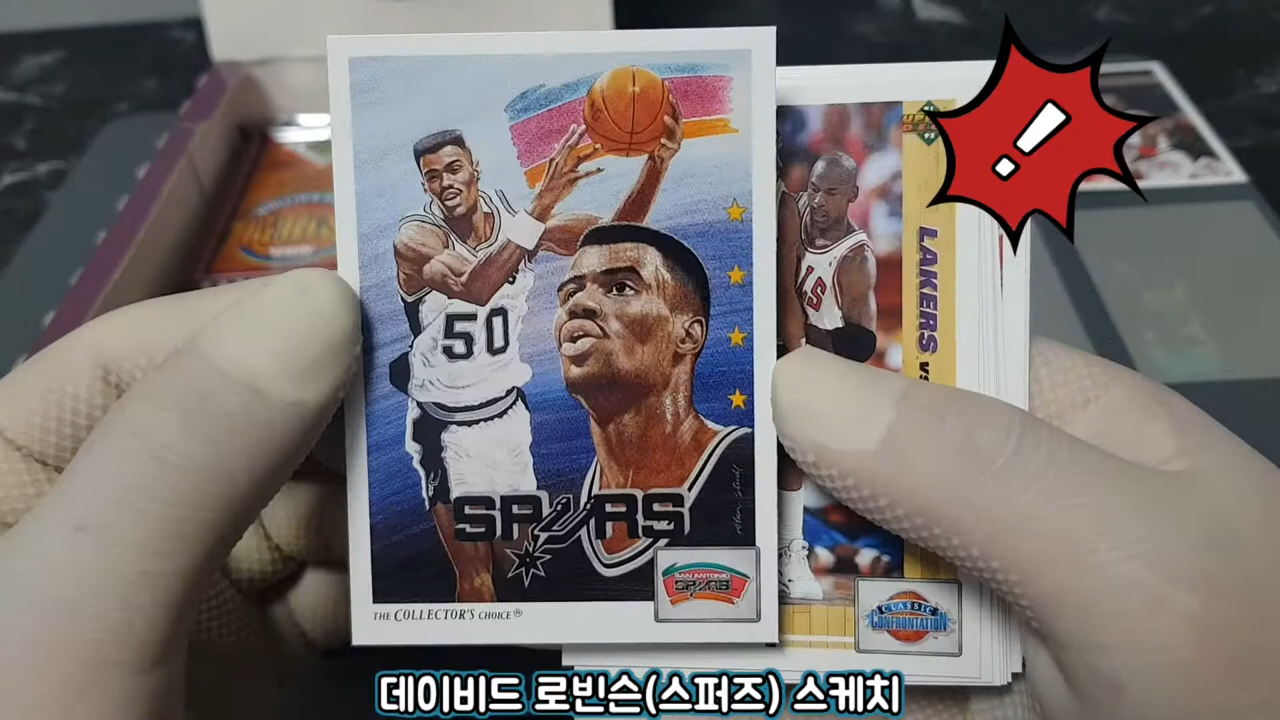 50
SPURS
SAN ANTONIO
SPURS
THE COLLECTOR'S CHOICE®
LAKERS vs
CLASSIC
CONFRONTATION
데이비드 로빈슨(스퍼즈) 스케치